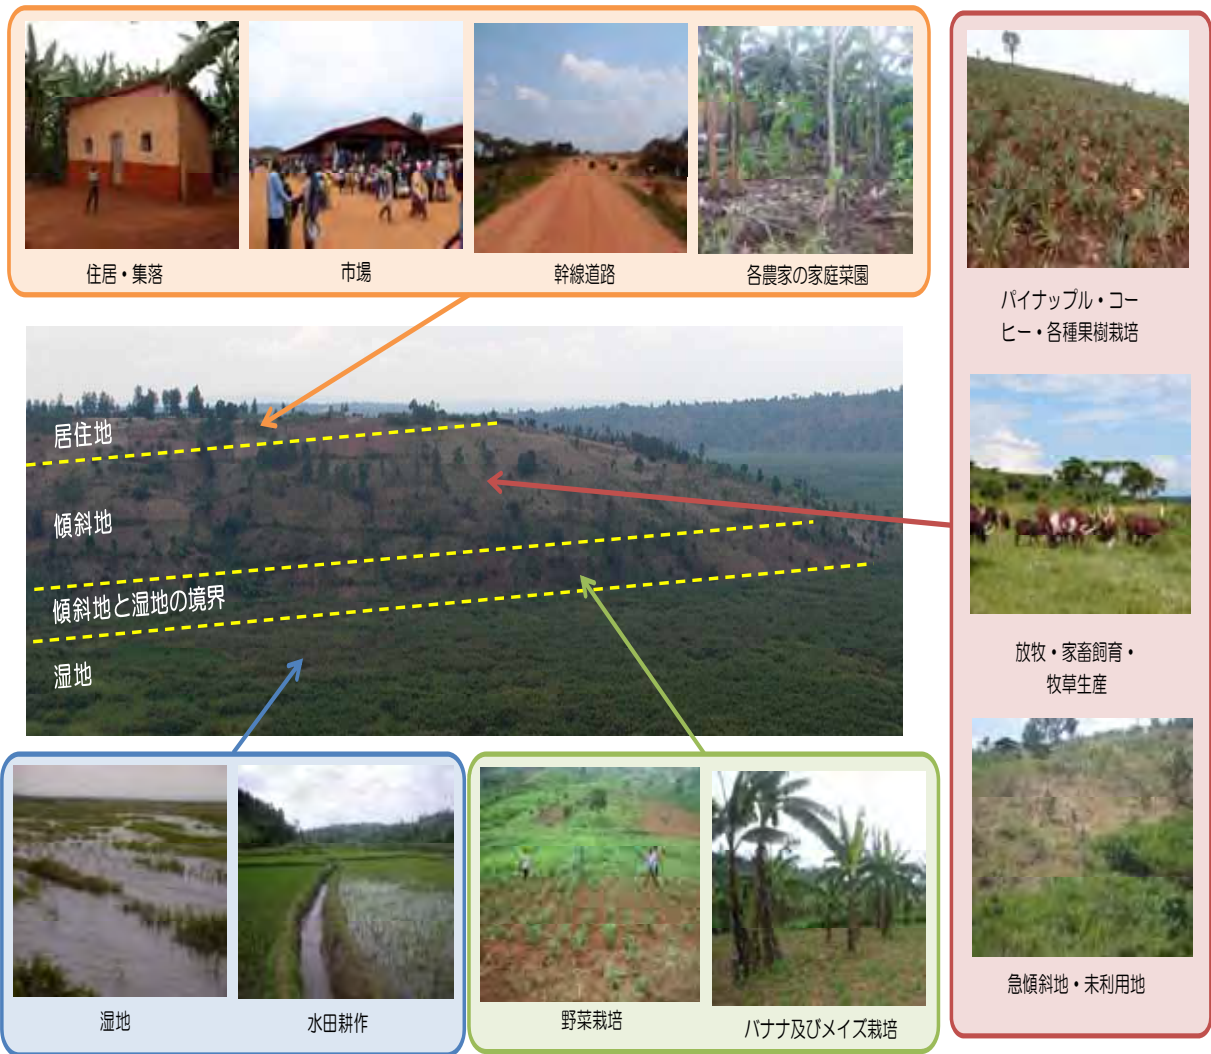 住居・集落
市場
幹線道路
各農家の家庭菜園
パイナップル・コー
ヒー・各種果樹栽培
居住地
傾斜地
傾斜地と湿地の境界
湿地
放牧・家畜飼育・
牧草生産
湿地
水田耕作
野菜栽培
バナナ及びメイズ栽培
急傾斜地・未利用地